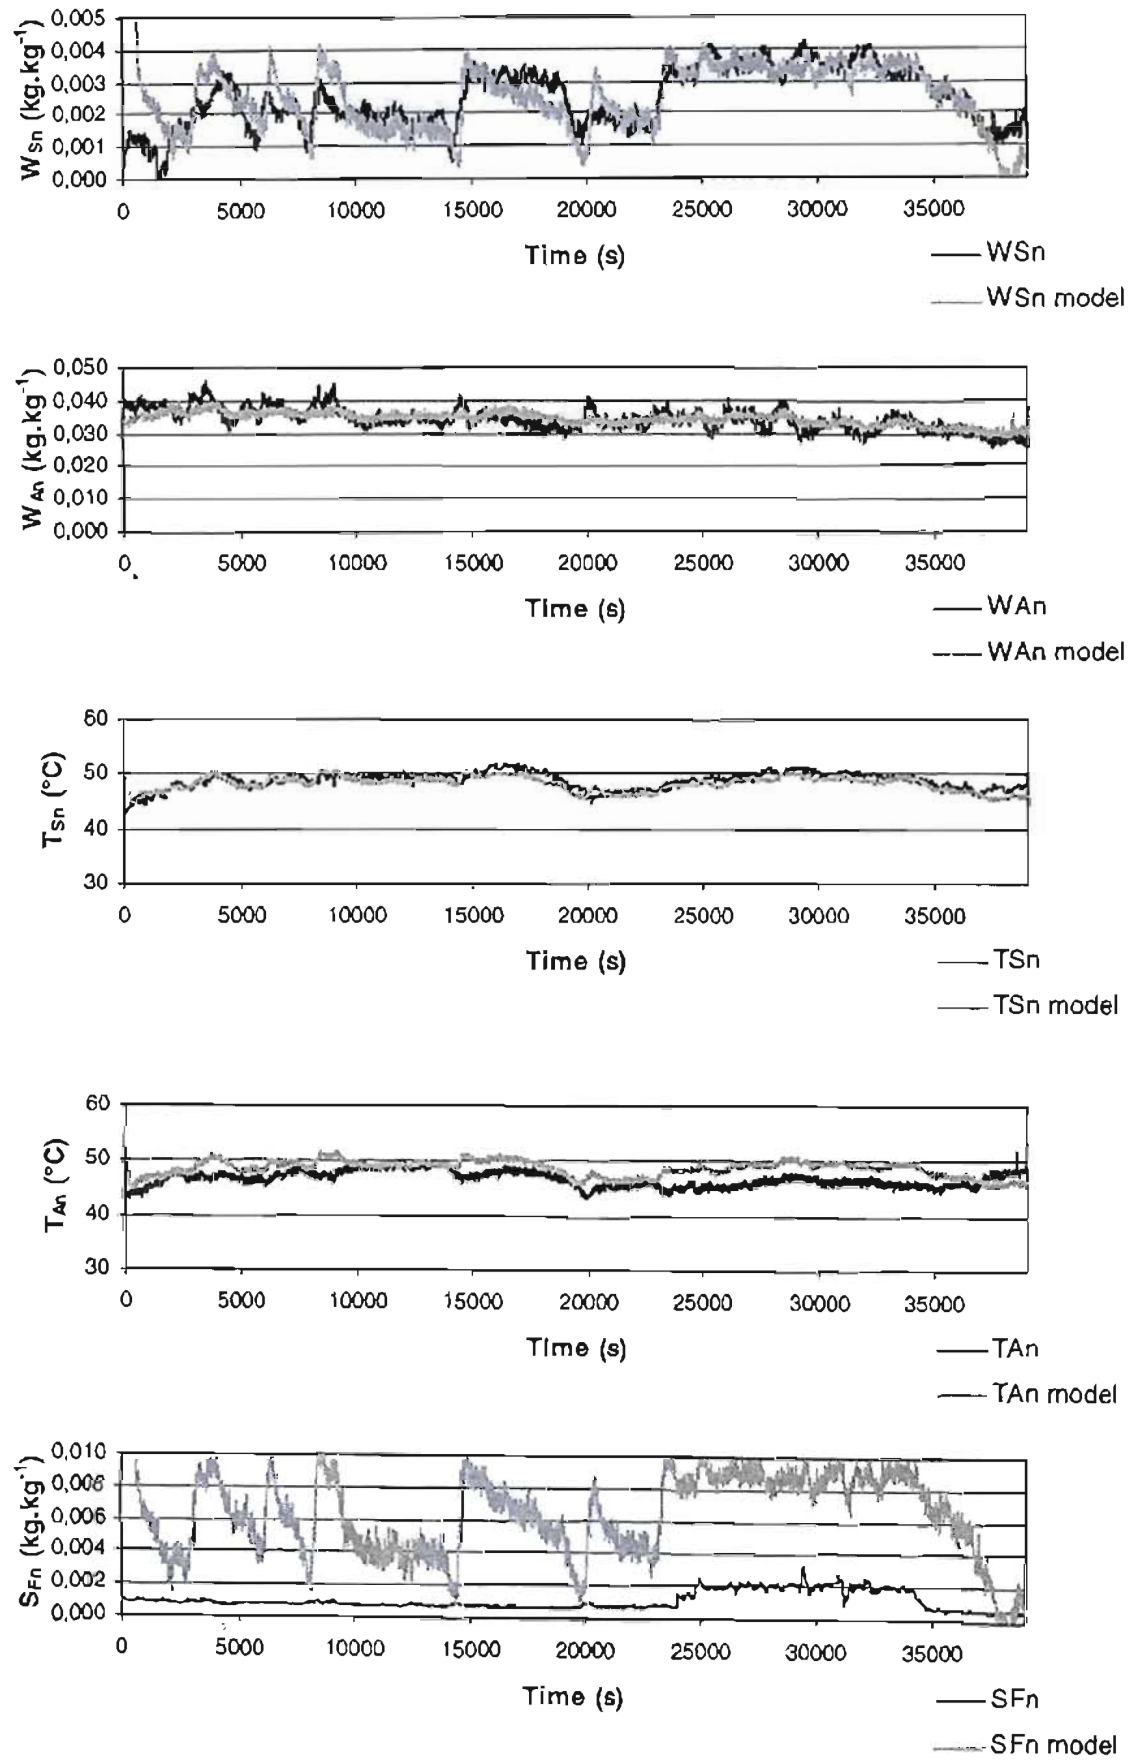 W_Sn (kg.kg⁻¹)
0,005
0,004
0,003
0,002
0,001
0,000
0 5000 10000 15000 20000 25000 30000 35000
Time (s)
WSn
WSn model
W_An (kg.kg⁻¹)
0,050
0,040
0,030
0,020
0,010
0,000
0 5000 10000 15000 20000 25000 30000 35000
Time (s)
WAn
WAn model
T_Sn (°C)
60
50
40
30
0 5000 10000 15000 20000 25000 30000 35000
Time (s)
TSn
TSn model
T_An (°C)
60
50
40
30
0 5000 10000 15000 20000 25000 30000 35000
Time (s)
TAn
TAn model
S_Fn (kg.kg⁻¹)
0,010
0,008
0,006
0,004
0,002
0,000
0 5000 10000 15000 20000 25000 30000 35000
Time (s)
SFn
SFn model